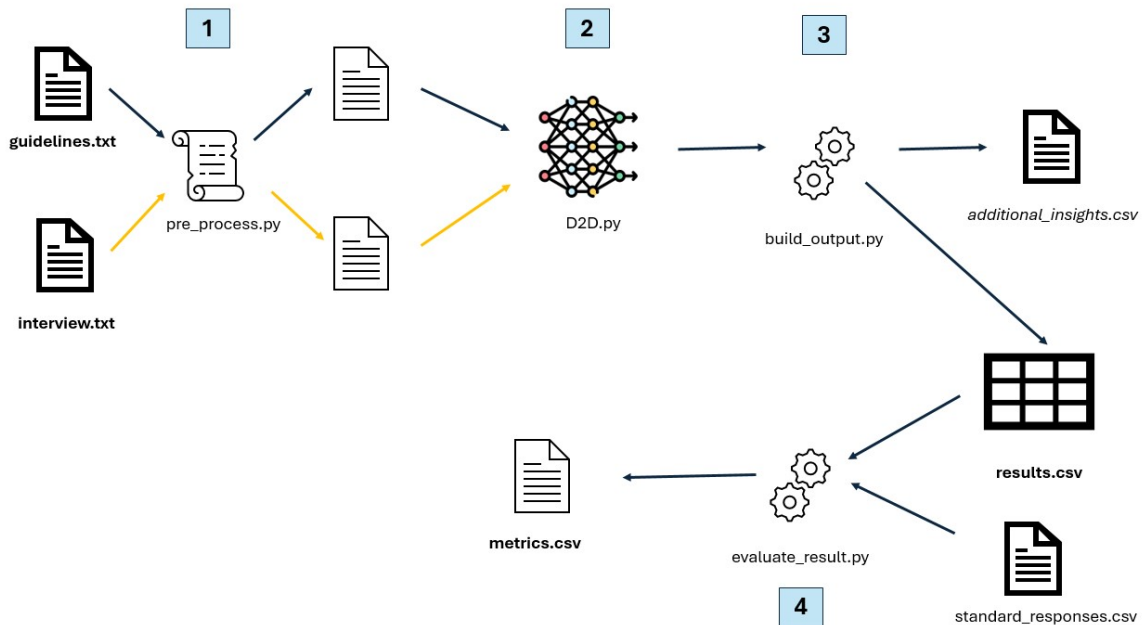 1
2
3
guidelines.txt
pre_process.py
D2D.py
additional_insights.csv
build_output.py
interview.txt
results.csv
metrics.csv
evaluate_result.py
4
standard_responses.csv